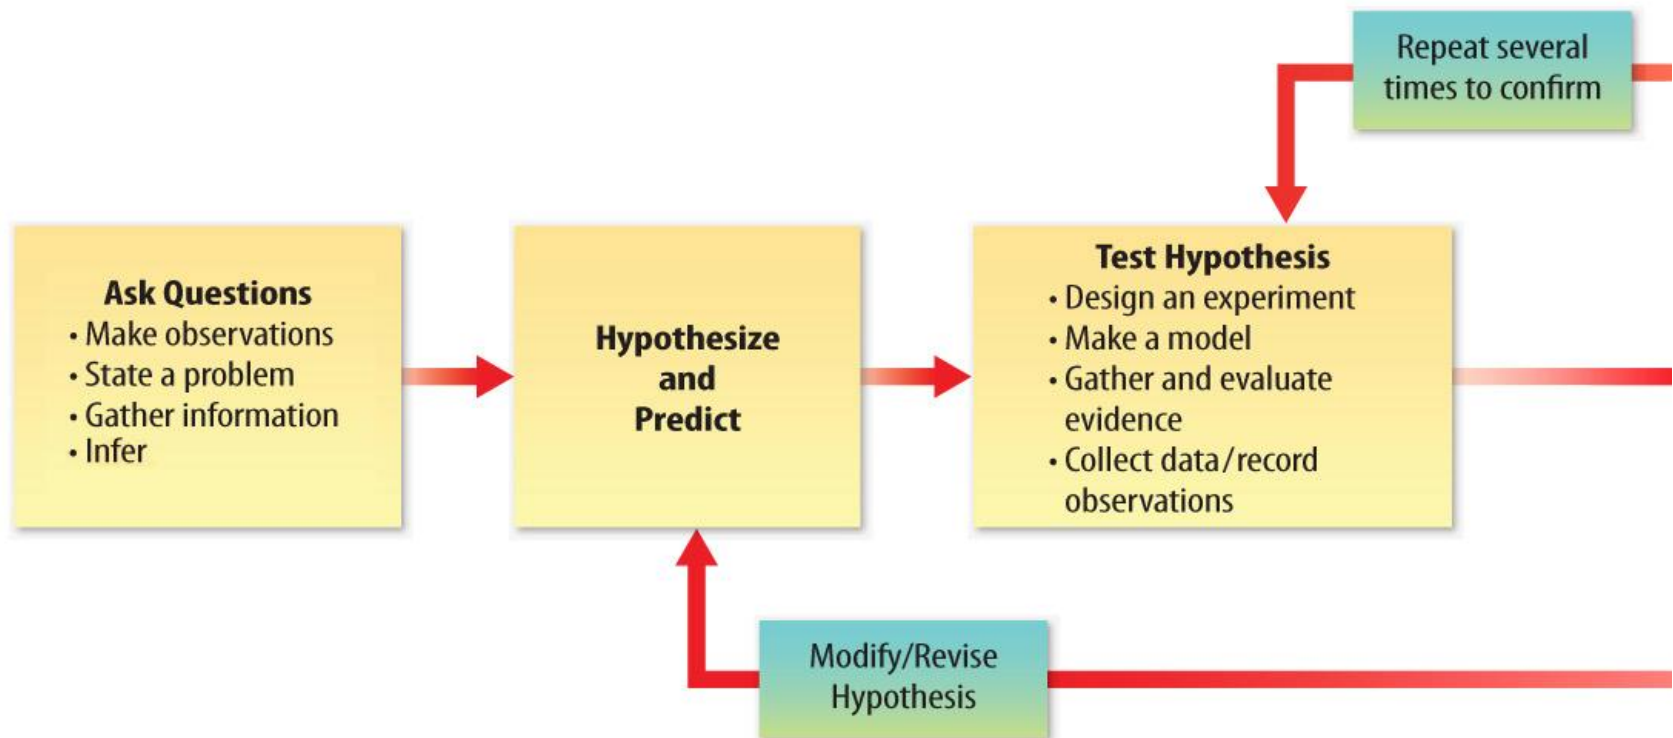 Repeat several
times to confirm
Ask Questions
• Make observations
• State a problem
• Gather information
• Infer
Hypothesize
and
Predict
Test Hypothesis
• Design an experiment
• Make a model
• Gather and evaluate
evidence
• Collect data/record
observations
Modify/Revise
Hypothesis